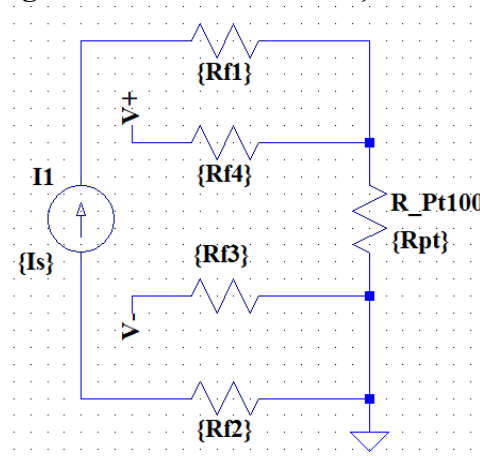 {Rf1}
V+
{Rf4}
I1
R_Pt100
{Rpt}
{Rf3}
{Is}
V-
{Rf2}